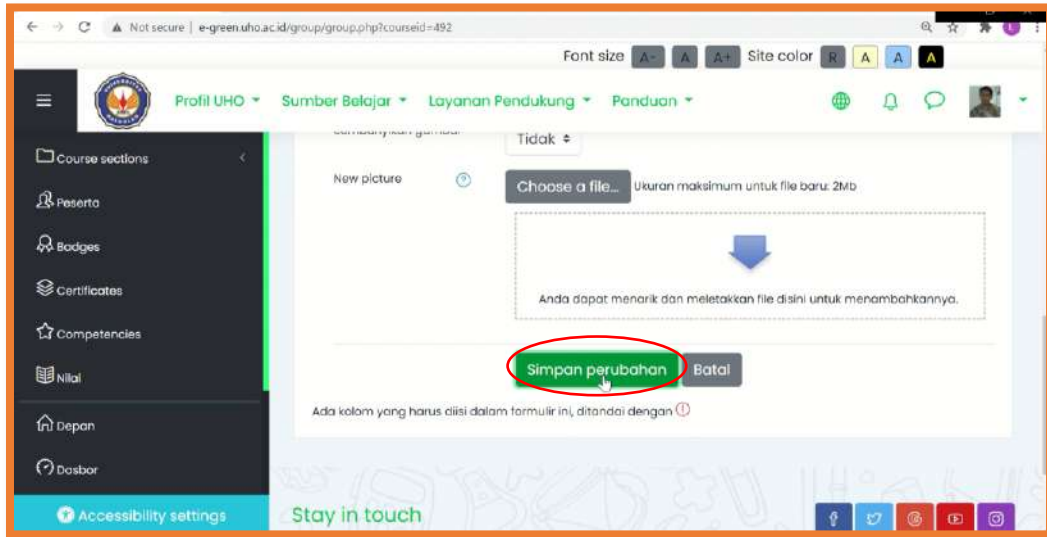 Not secure | e-green.uho.ac.id/group/group.php?courseid=492
Font size A- A A+ Site color R A A A
Profil UHO Sumber Belajar Layanan Pendukung Panduan
Tidak
Course sections
New picture Choose a file... Ukuran maksimum untuk file baru: 2Mb
Peserta
Badges
Anda dapat menarik dan meletakkan file disini untuk menambahkannya.
Certificates
Competencies
Simpan perubahan Batal
Nilai
Ada kolom yang harus diisi dalam formulir ini, ditandai dengan
Depan
Dasbor
Accessibility settings
Stay in touch